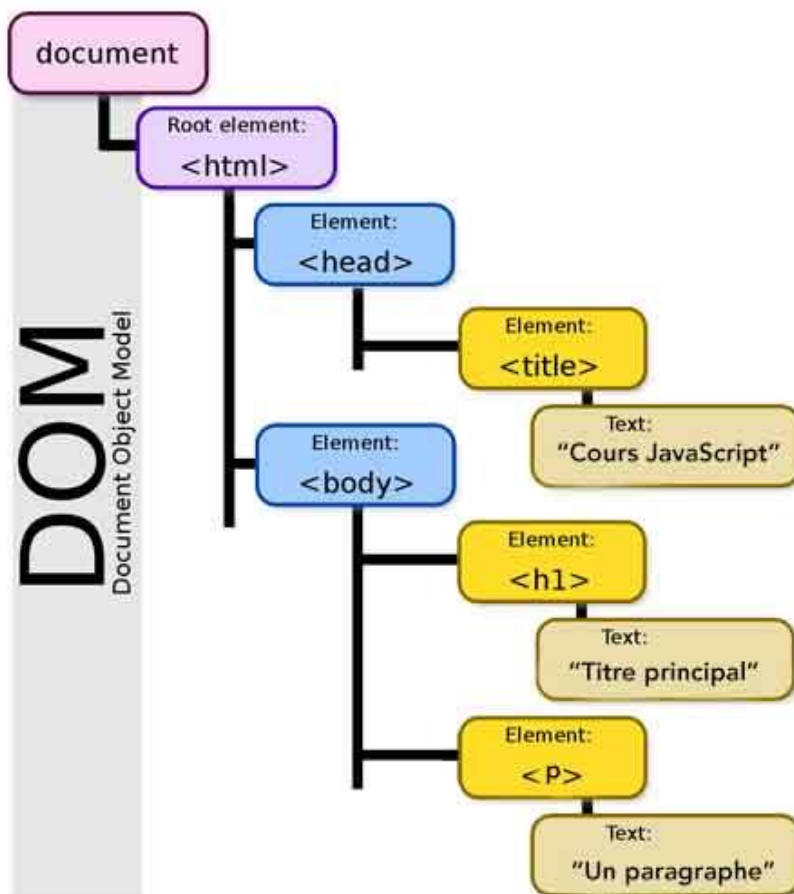 document
Root element:
<html>
Element:
<head>
Element:
<title>
Text:
“Cours JavaScript”
DOM
Document Object Model
Element:
<body>
Element:
<h1>
Text:
“Titre principal”
Element:
<P>
Text:
“Un paragraphe”